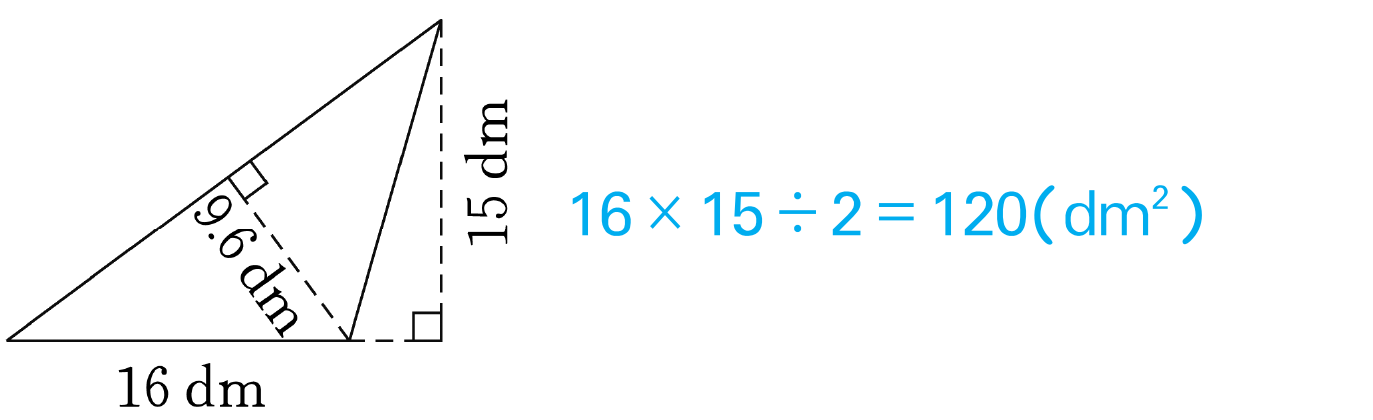 9.6 dm
15 dm
16 × 15 ÷ 2 = 120(dm²)
16 dm